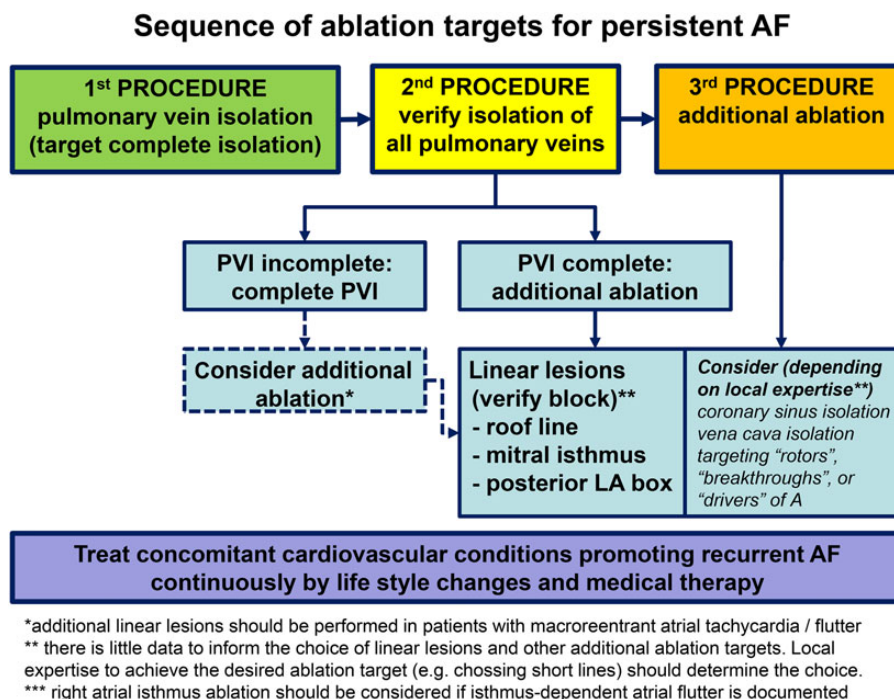 Sequence of ablation targets for persistent AF
1st PROCEDURE
pulmonary vein isolation
(target complete isolation)
2nd PROCEDURE
verify isolation of
all pulmonary veins
3rd PROCEDURE
additional ablation
PVI incomplete:
complete PVI
PVI complete:
additional ablation
Consider additional
ablation*
Linear lesions
(verify block)**
- roof line
- mitral isthmus
- posterior LA box
Consider (depending
on local expertise**)
coronary sinus isolation
vena cava isolation
targeting “rotors”,
“breakthroughs”, or
“drivers” of A
Treat concomitant cardiovascular conditions promoting recurrent AF
continuously by life style changes and medical therapy
*additional linear lesions should be performed in patients with macroreentrant atrial tachycardia / flutter
** there is little data to inform the choice of linear lesions and other additional ablation targets. Local
expertise to achieve the desired ablation target (e.g. chossing short lines) should determine the choice.
*** right atrial isthmus ablation should be considered if isthmus-dependent atrial flutter is documented